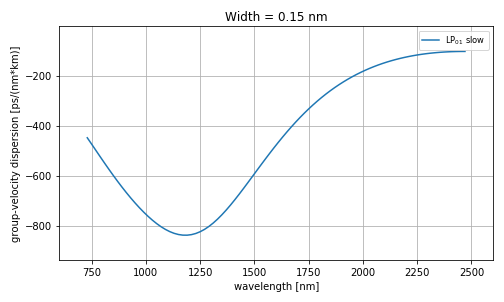 Width = 0.15 nm
LP₀₁ slow
group-velocity dispersion [ps/(nm*km)]
−200
−400
−600
−800
750 1000 1250 1500 1750 2000 2250 2500
wavelength [nm]